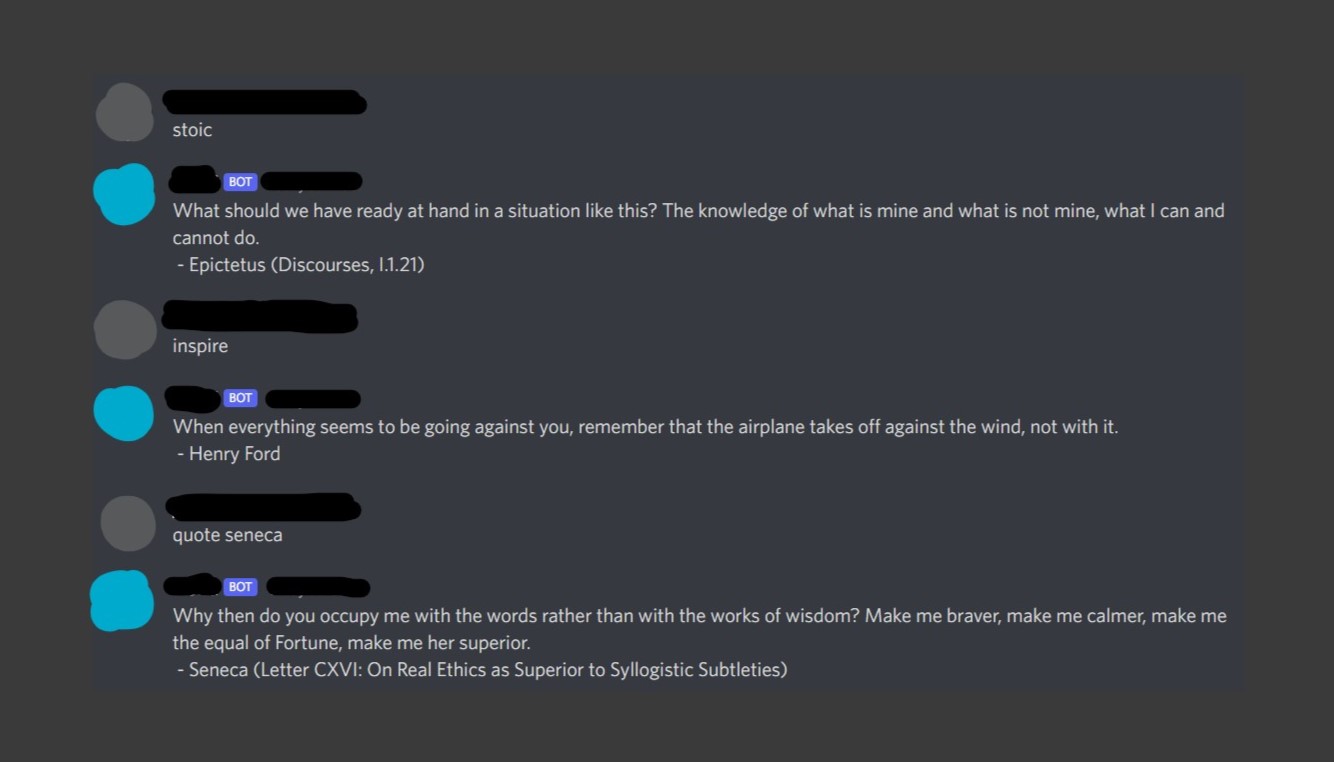 stoic
BOT
What should we have ready at hand in a situation like this? The knowledge of what is mine and what is not mine, what I can and
cannot do.
- Epictetus (Discourses, I.1.21)
inspire
BOT
When everything seems to be going against you, remember that the airplane takes off against the wind, not with it.
- Henry Ford
quote seneca
BOT
Why then do you occupy me with the words rather than with the works of wisdom? Make me braver, make me calmer, make me
the equal of Fortune, make me her superior.
- Seneca (Letter CXVI: On Real Ethics as Superior to Syllogistic Subtleties)